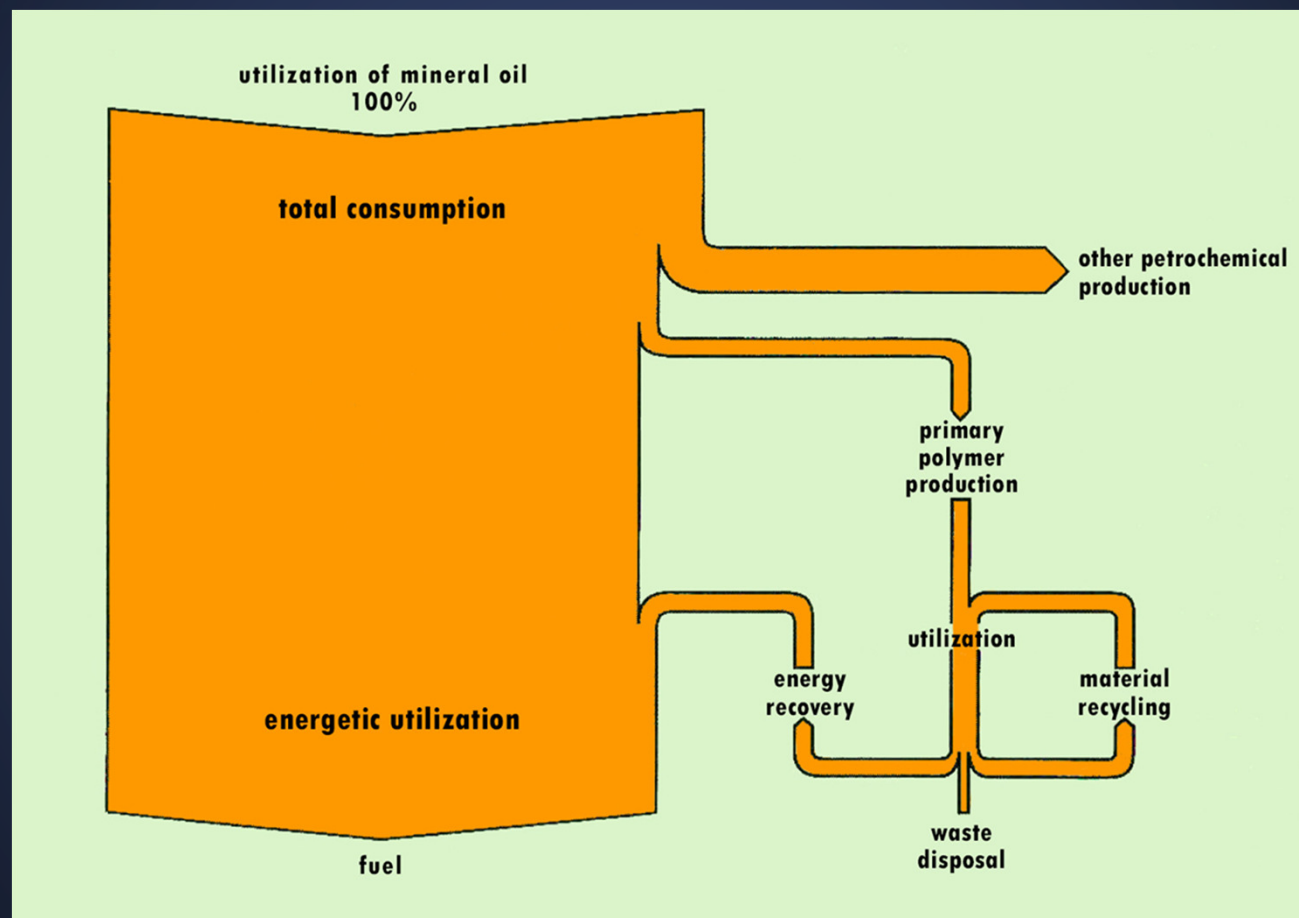 utilization of mineral oil
100%
total consumption
other petrochemical
production
primary
polymer
production
utilization
energy
recovery
material
recycling
energetic utilization
waste
disposal
fuel